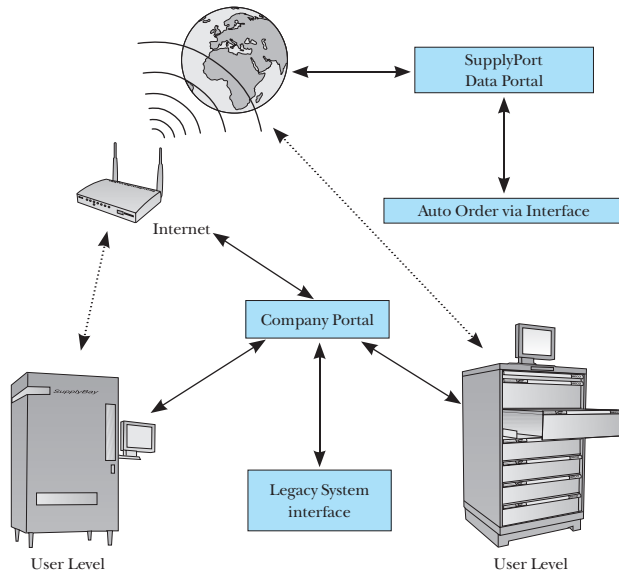 SupplyPort
Data Portal
Auto Order via Interface
Internet
Company Portal
SupplyBay
Legacy System
interface
User Level
User Level